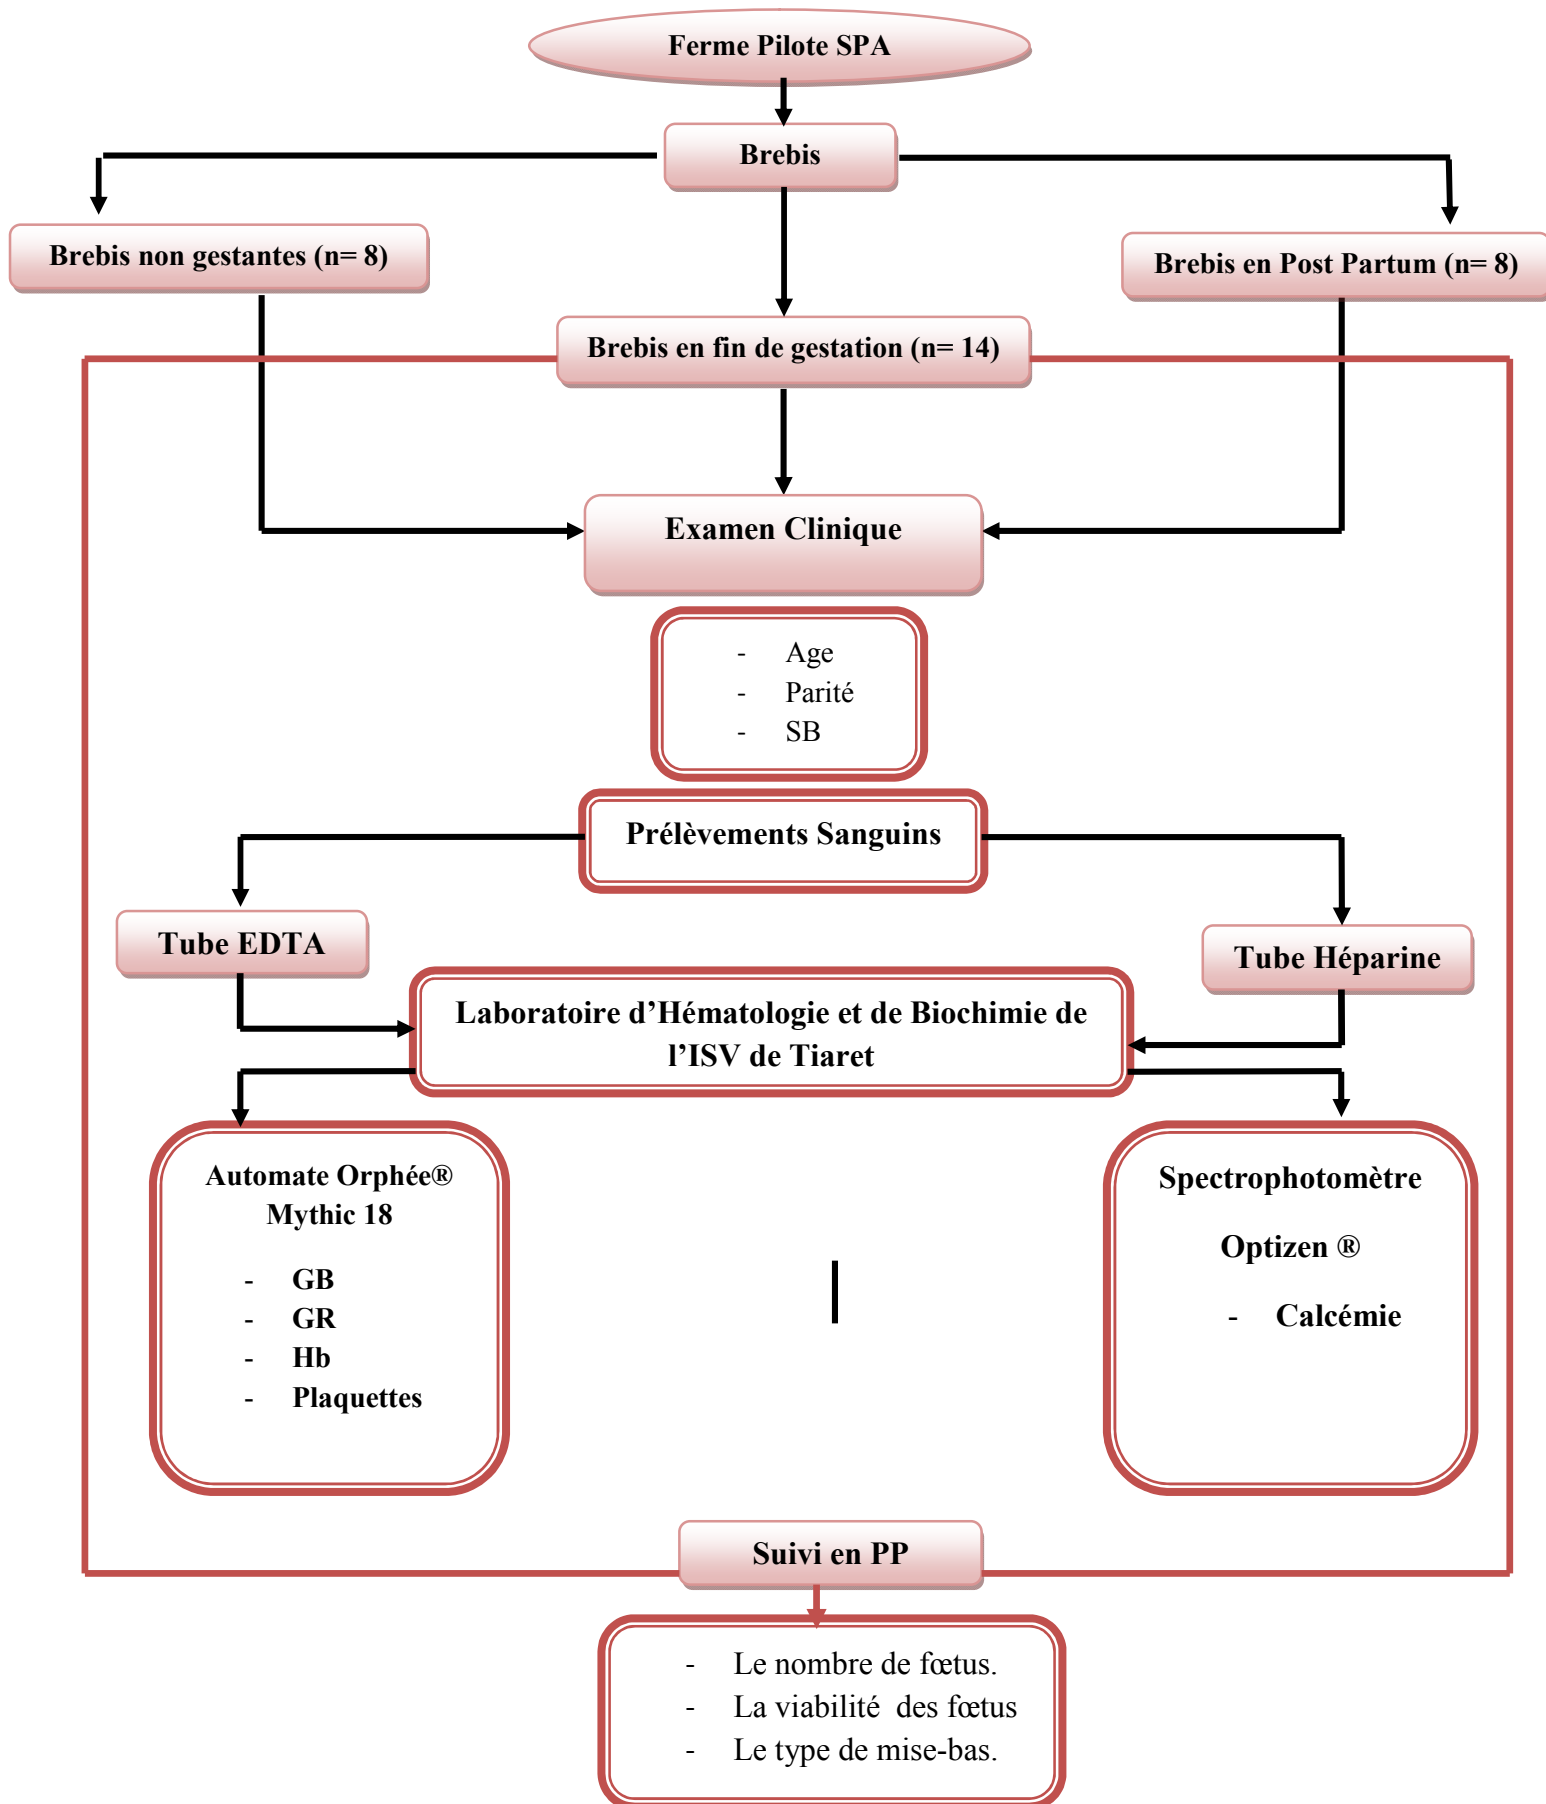 Ferme Pilote SPA
Brebis
Brebis non gestantes (n= 8)
Brebis en Post Partum (n= 8)
Brebis en fin de gestation (n= 14)
Examen Clinique
- Age
- Parité
- SB
Prélèvements Sanguins
Tube EDTA
Tube Héparine
Laboratoire d’Hématologie et de Biochimie de
l’ISV de Tiaret
Automate Orphée®
Mythic 18
- GB
- GR
- Hb
- Plaquettes
Spectrophotomètre
Optizen ®
- Calcémie
Suivi en PP
- Le nombre de fœtus.
- La viabilité des fœtus
- Le type de mise-bas.